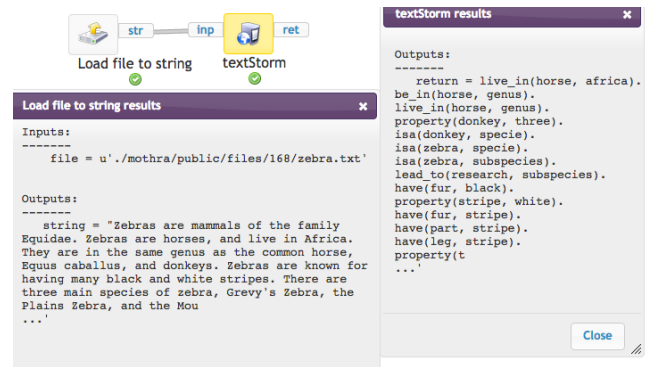 str inp ret
Load file to string textStorm
Load file to string results x
Inputs:
-------
file = u'./mothra/public/files/168/zebra.txt'
Outputs:
-------
string = "Zebras are mammals of the family
Equidae. Zebras are horses, and live in Africa.
They are in the same genus as the common horse,
Equus caballus, and donkeys. Zebras are known for
having many black and white stripes. There are
three main species of zebra, Grevy's Zebra, the
Plains Zebra, and the Mou
...'
textStorm results x
Outputs:
-------
return = live_in(horse, africa).
be_in(horse, genus).
live_in(horse, genus).
property(donkey, three).
isa(donkey, specie).
isa(zebra, specie).
isa(zebra, subspecies).
lead_to(research, subspecies).
have(fur, black).
property(stripe, white).
have(fur, stripe).
have(part, stripe).
have(leg, stripe).
property(t
...'
Close